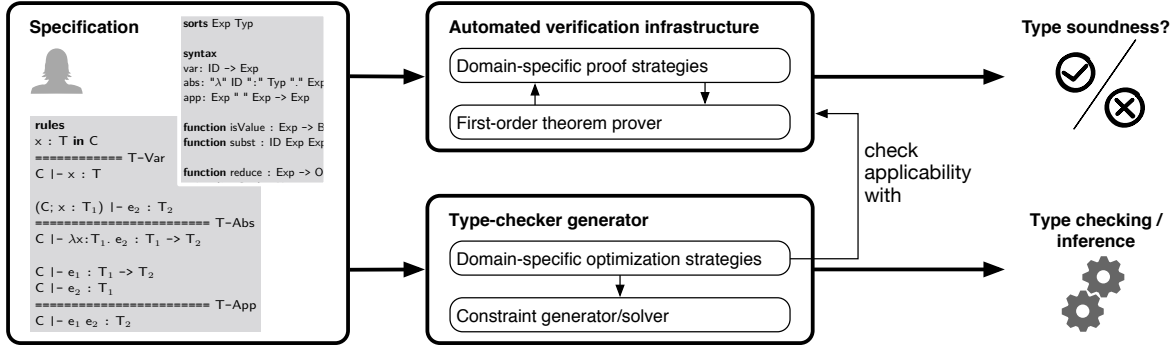 Specification
sorts Exp Typ
syntax
var: ID -> Exp
abs: "λ" ID ":" Typ "." Exp
app: Exp " " Exp -> Exp
function isValue : Exp -> B
function subst : ID Exp Exp
function reduce : Exp -> O
rules
x : T in C
============ T-Var
C |- x : T
(C; x : T₁) |- e₂ : T₂
======================== T-Abs
C |- λx:T₁. e₂ : T₁ -> T₂
C |- e₁ : T₁ -> T₂
C |- e₂ : T₁
======================== T-App
C |- e₁ e₂ : T₂
Automated verification infrastructure
Domain-specific proof strategies
First-order theorem prover
Type-checker generator
Domain-specific optimization strategies
Constraint generator/solver
check
applicability
with
Type soundness?
Type checking /
inference